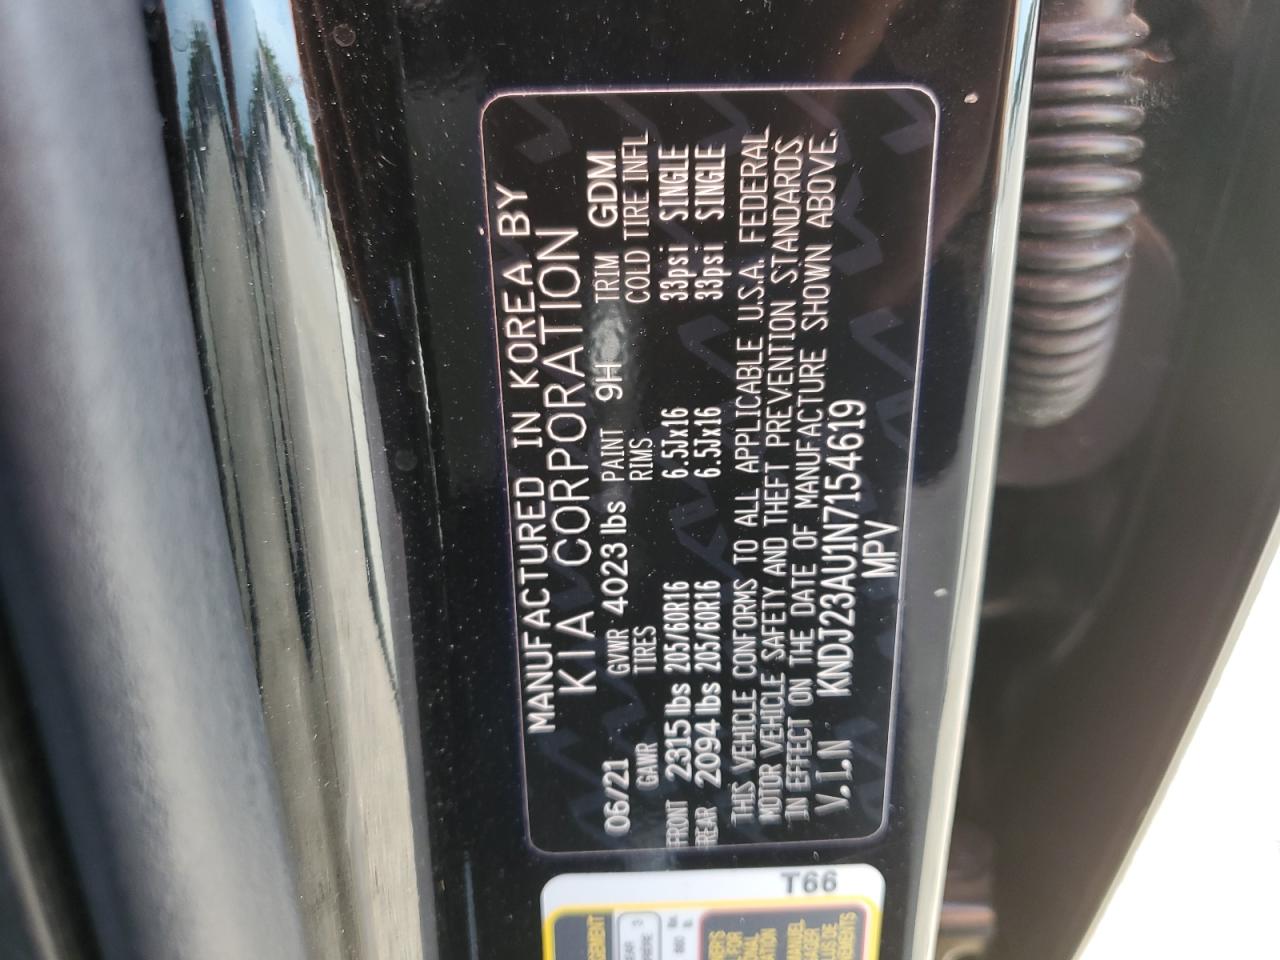 MANUFACTURED IN KOREA BY
KIA CORPORATION
06/21 GVWR 4023 lbs PAINT 9H TRIM GDM
GAWR TIRES RIMS COLD TIRE INFL
FRONT 2315 lbs 205/60R16 6.5Jx16 33psi SINGLE
REAR 2094 lbs 205/60R16 6.5Jx16 33psi SINGLE
THIS VEHICLE CONFORMS TO ALL APPLICABLE U.S.A. FEDERAL
MOTOR VEHICLE SAFETY AND THEFT PREVENTION STANDARDS
IN EFFECT ON THE DATE OF MANUFACTURE SHOWN ABOVE.
V.I.N KNDJ23AU1N7154619
MPV
T66